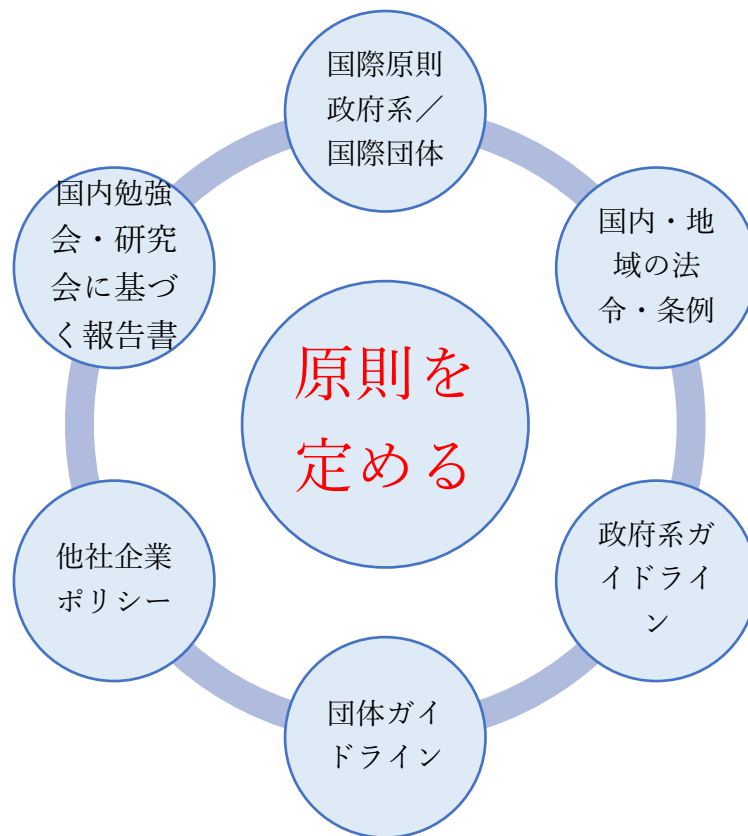 国際原則
政府系／
国際団体
国内・地
域の法
令・条例
政府系ガ
イドライ
ン
団体ガイ
ドライン
他社企業
ポリシー
国内勉強
会・研究
会に基づ
く報告書
原則を
定める